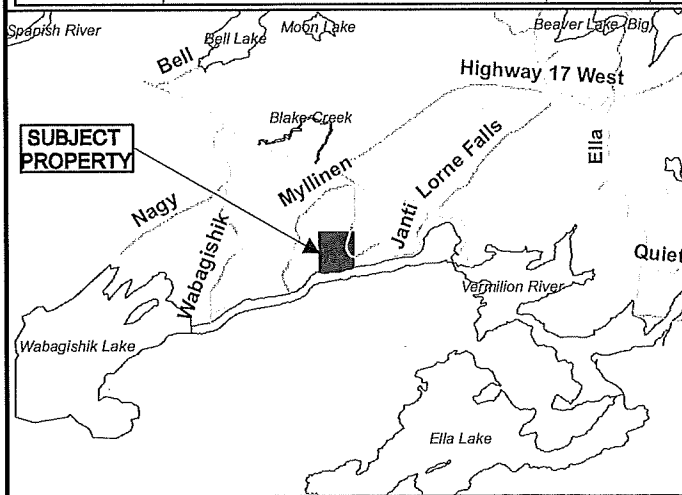 Spapish River
Bell Lake
Moon Lake
Beaver Lake (Big)
Bell
Highway 17 West
Blake Creek
SUBJECT
PROPERTY
Myllinen
Lorne Falls
Ella
Nagy
Wabagishik
Janti
Quiet
Vermilion River
Wabagishik Lake
Ella Lake